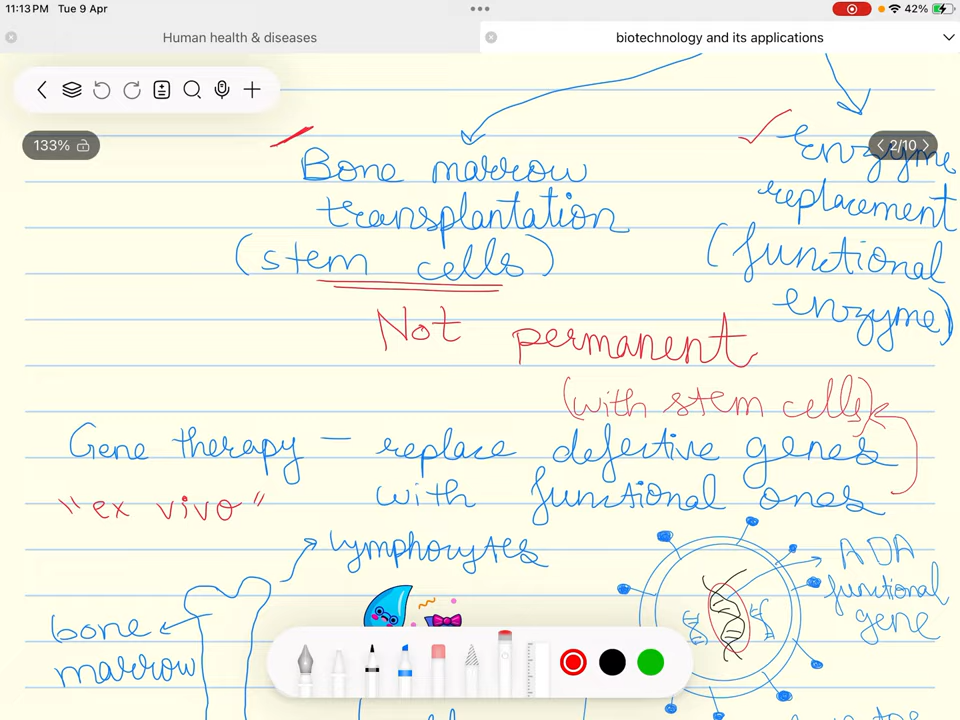 11:13 PM Tue 9 Apr
42%
Human health & diseases
biotechnology and its applications
133%
2/10
Bone marrow
transplantation
(stem cells)
Enzyme
replacement
(functional
enzyme)
Not permanent
(with stem cells)
Gene therapy — replace defective genes
with functional ones
"ex vivo"
lymphocytes
ADA
functional
gene
bone
marrow